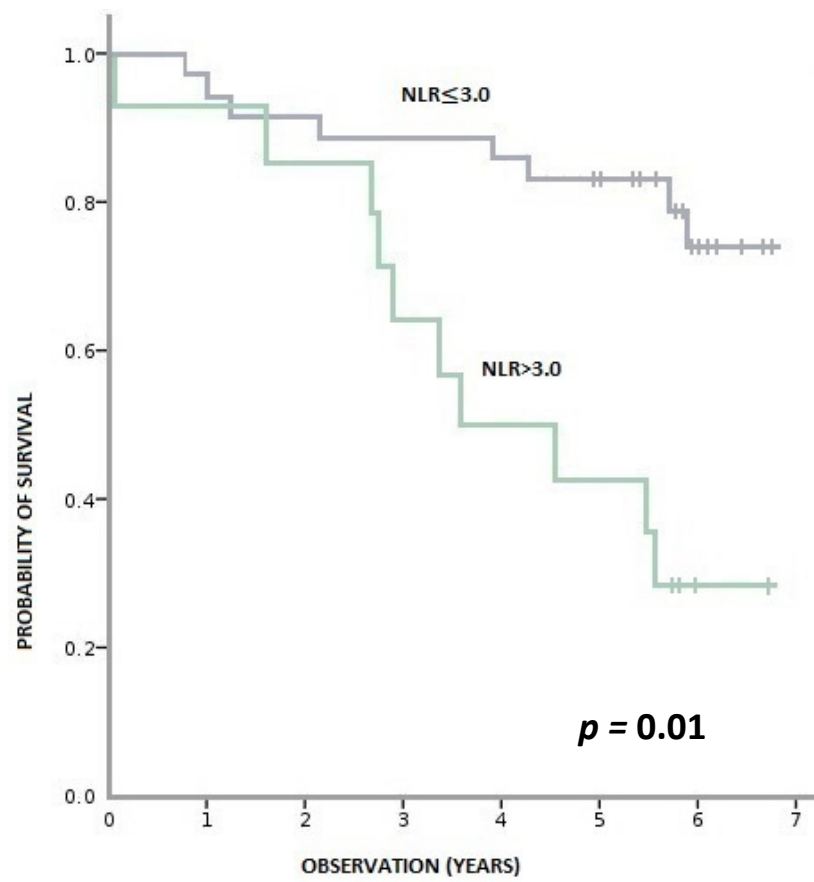 1.0
NLR≤3.0
0.8
0.6
NLR>3.0
PROBABILITY OF SURVIVAL
0.4
0.2
p = 0.01
0.0
0 1 2 3 4 5 6 7
OBSERVATION (YEARS)